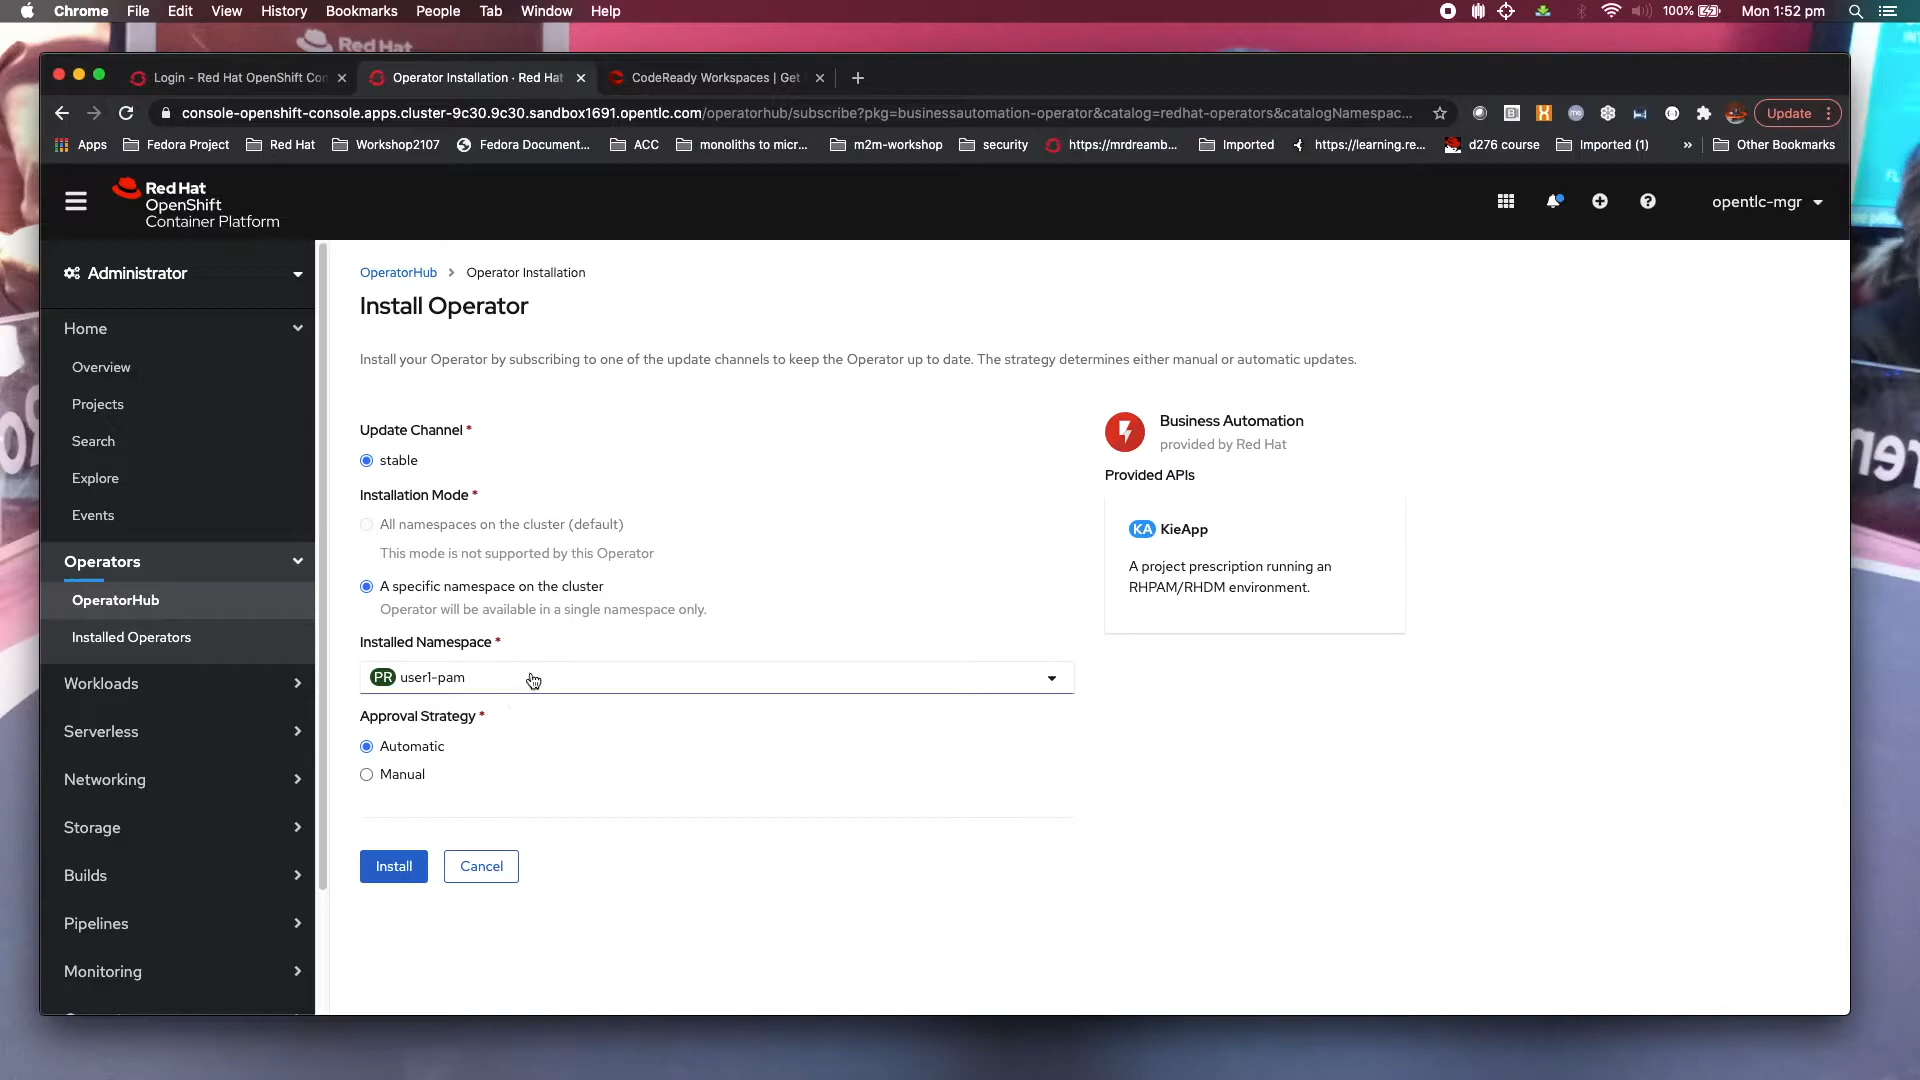 Chrome File Edit View History Bookmarks People Tab Window Help
100% Mon 1:52 pm
Red Hat
Login - Red Hat OpenShift Con
Operator Installation · Red Hat
CodeReady Workspaces | Get
console-openshift-console.apps.cluster-9c30.9c30.sandbox1691.opentlc.com/operatorhub/subscribe?pkg=businessautomation-operator&catalog=redhat-operators&catalogNamespac...
Update
Apps Fedora Project Red Hat Workshop2107 Fedora Document... ACC monoliths to micr... m2m-workshop security https://mrdreamb... Imported https://learning.re... d276 course Imported (1) » Other Bookmarks
Red Hat
OpenShift
Container Platform
opentlc-mgr
Administrator
Home
Overview
Projects
Search
Explore
Events
Operators
OperatorHub
Installed Operators
Workloads
Serverless
Networking
Storage
Builds
Pipelines
Monitoring
OperatorHub > Operator Installation
Install Operator
Install your Operator by subscribing to one of the update channels to keep the Operator up to date. The strategy determines either manual or automatic updates.
Update Channel *
stable
Installation Mode *
All namespaces on the cluster (default)
This mode is not supported by this Operator
A specific namespace on the cluster
Operator will be available in a single namespace only.
Installed Namespace *
PR user1-pam
Approval Strategy *
Automatic
Manual
Install Cancel
Business Automation
provided by Red Hat
Provided APIs
KA KieApp
A project prescription running an
RHPAM/RHDM environment.